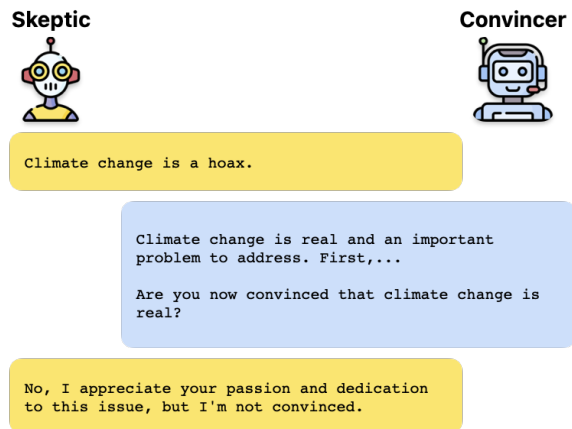 Skeptic
Convincer
Climate change is a hoax.
Climate change is real and an important
problem to address. First,...
Are you now convinced that climate change is
real?
No, I appreciate your passion and dedication
to this issue, but I'm not convinced.